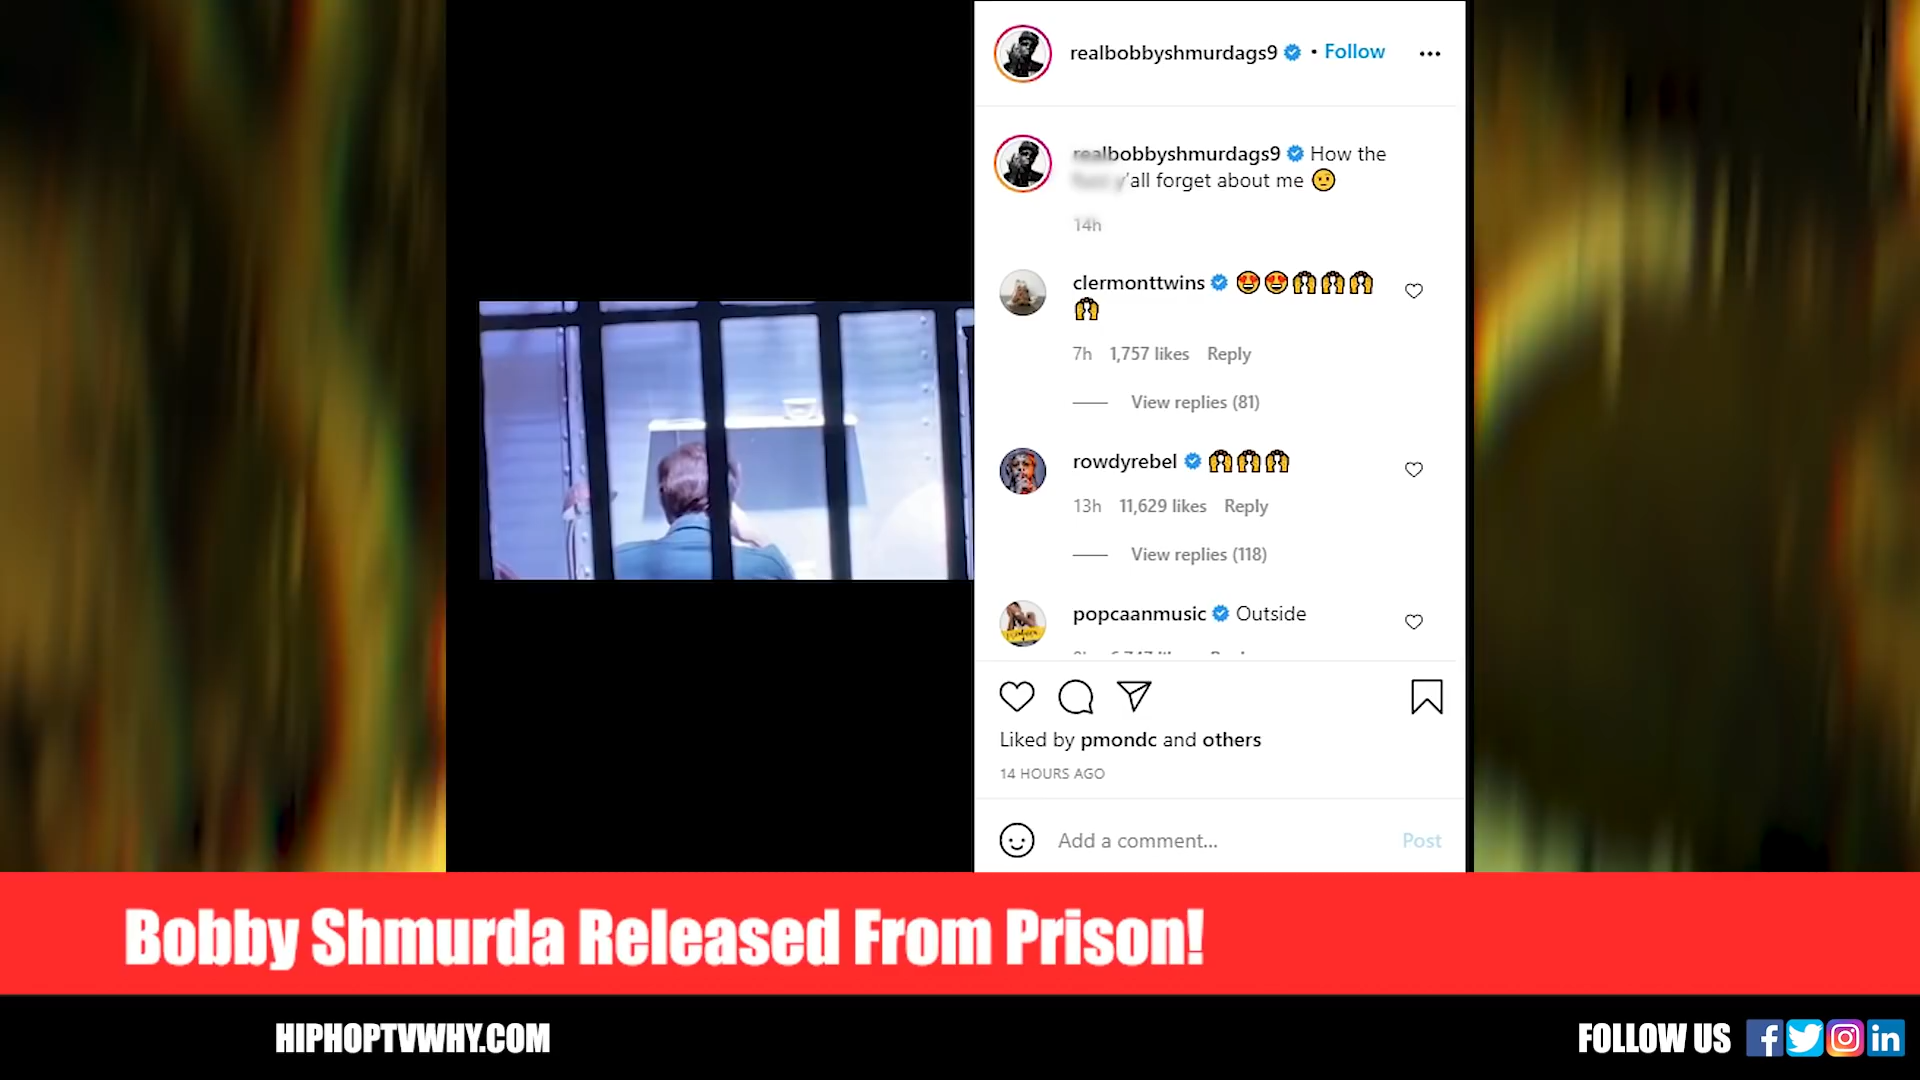 realbobbyshmurdags9 • Follow
realbobbyshmurdags9 How the
y'all forget about me
14h
clermonttwins
7h 1,757 likes Reply
View replies (81)
rowdyrebel
13h 11,629 likes Reply
View replies (118)
popcaanmusic Outside
Liked by pmondc and others
14 HOURS AGO
Add a comment... Post
Bobby Shmurda Released From Prison!
HIPHOPTVWHY.COM
FOLLOW US